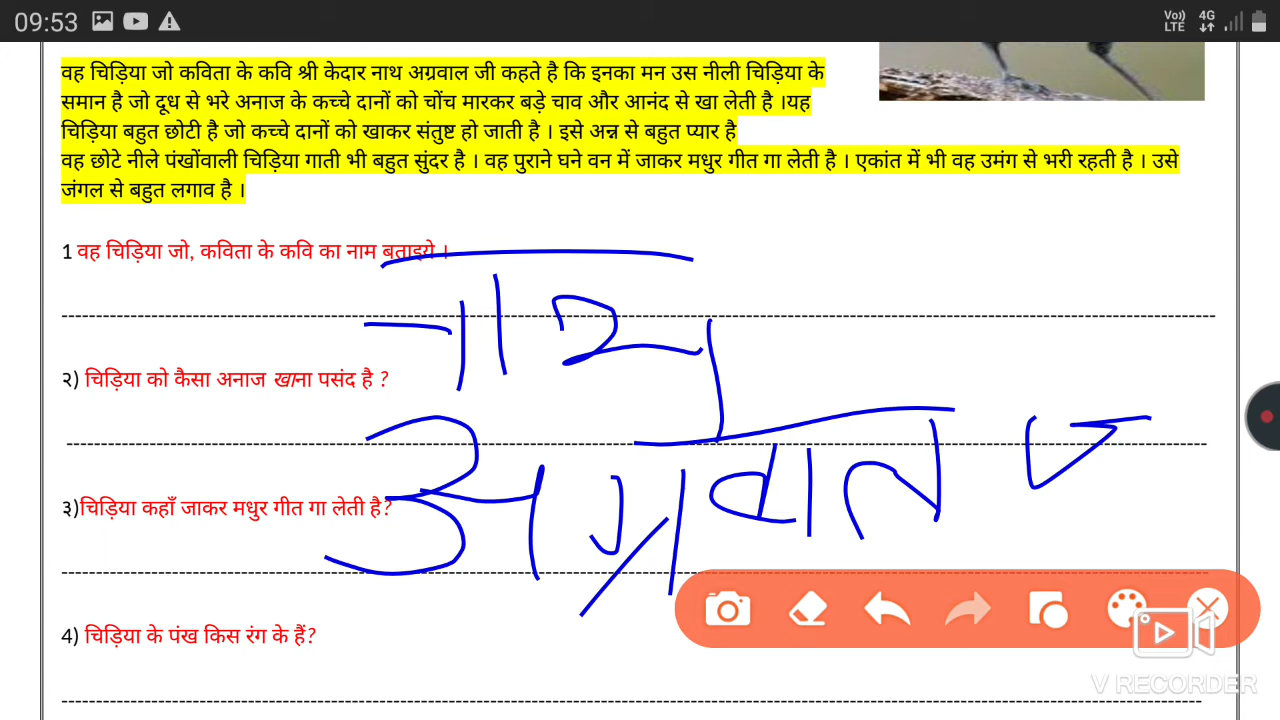 09:53
Vo)) 4G
LTE
वह चिड़िया जो कविता के कवि श्री केदार नाथ अग्रवाल जी कहते है कि इनका मन उस नीली चिड़िया के
समान है जो दूध से भरे अनाज के कच्चे दानों को चोंच मारकर बड़े चाव और आनंद से खा लेती है ।यह
चिड़िया बहुत छोटी है जो कच्चे दानों को खाकर संतुष्ट हो जाती है । इसे अन्न से बहुत प्यार है
वह छोटे नीले पंखोंवाली चिड़िया गाती भी बहुत सुंदर है । वह पुराने घने वन में जाकर मधुर गीत गा लेती है । एकांत में भी वह उमंग से भरी रहती है । उसे
जंगल से बहुत लगाव है ।
1 वह चिड़िया जो, कविता के कवि का नाम बताइये ।
नाथ
२) चिड़िया को कैसा अनाज खाना पसंद है ?
अग्रवाल
३)चिड़िया कहाँ जाकर मधुर गीत गा लेती है?
4) चिड़िया के पंख किस रंग के हैं?
V RECORDER